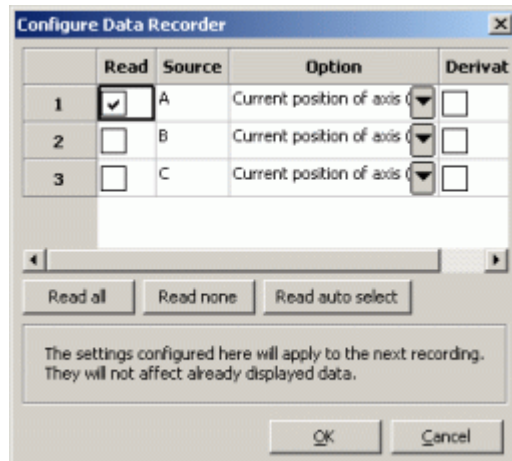 Configure Data Recorder
Read Source Option Derivat
1 A Current position of axis (
2 B Current position of axis (
3 C Current position of axis (
Read all Read none Read auto select
The settings configured here will apply to the next recording.
They will not affect already displayed data.
OK Cancel